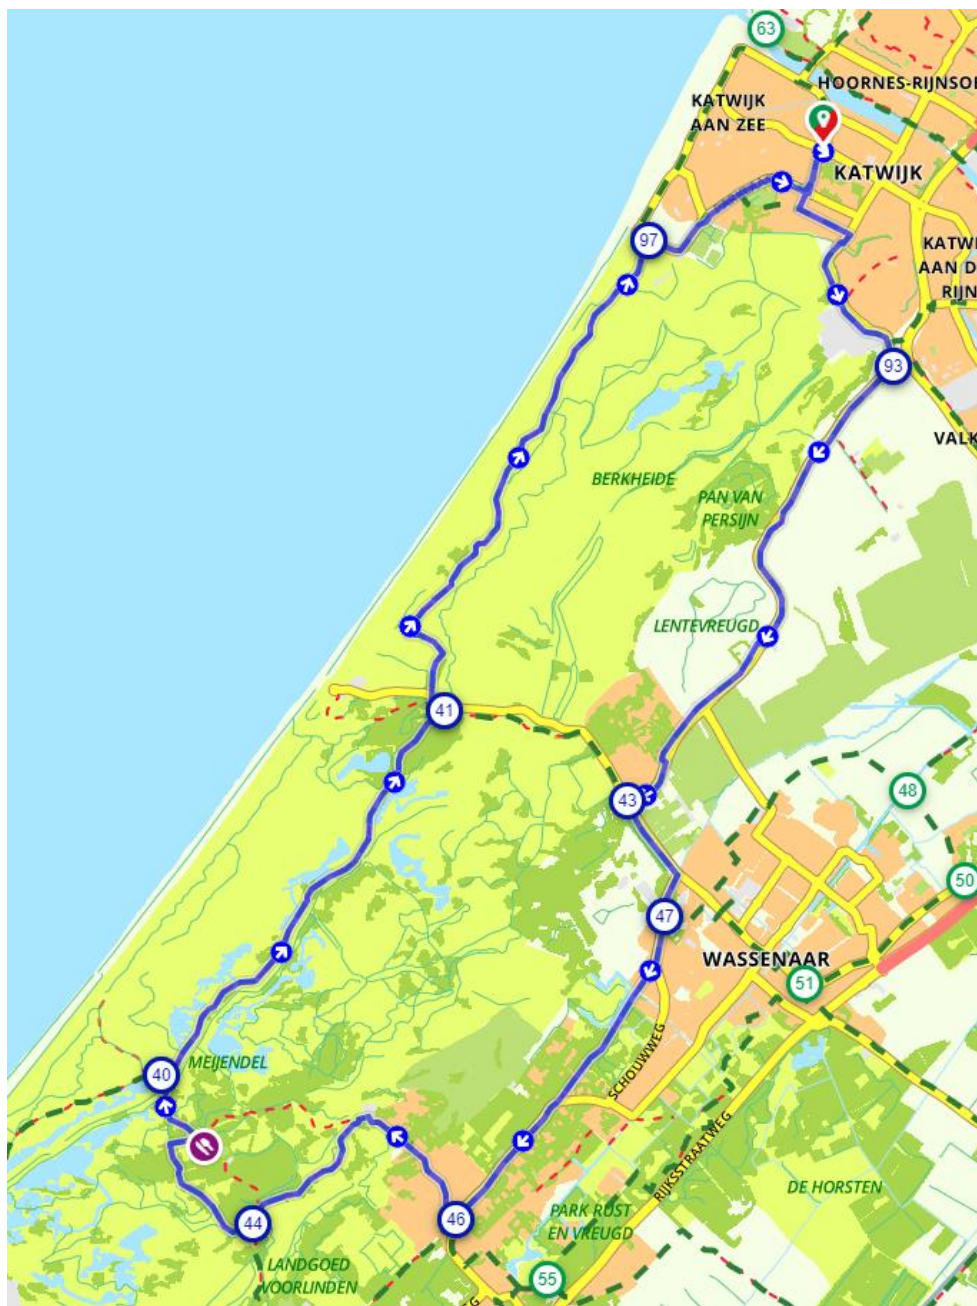 63
HOORNES-RIJNSO
KATWIJK
AAN ZEE
KATWIJK
97
KATW
AAN D
RIJN
93
VALK
BERKHEIDE
PAN VAN
PERSIJN
LENTEVREUGD
41
43
48
50
47
WASSENAAR
51
SCHOUWWEG
40
MEIJENDEL
RIJKSSTRAATWEG
DE HORSTEN
44
46
PARK RUST
EN VREUGD
LANDGOED
VOORLINDEN
55